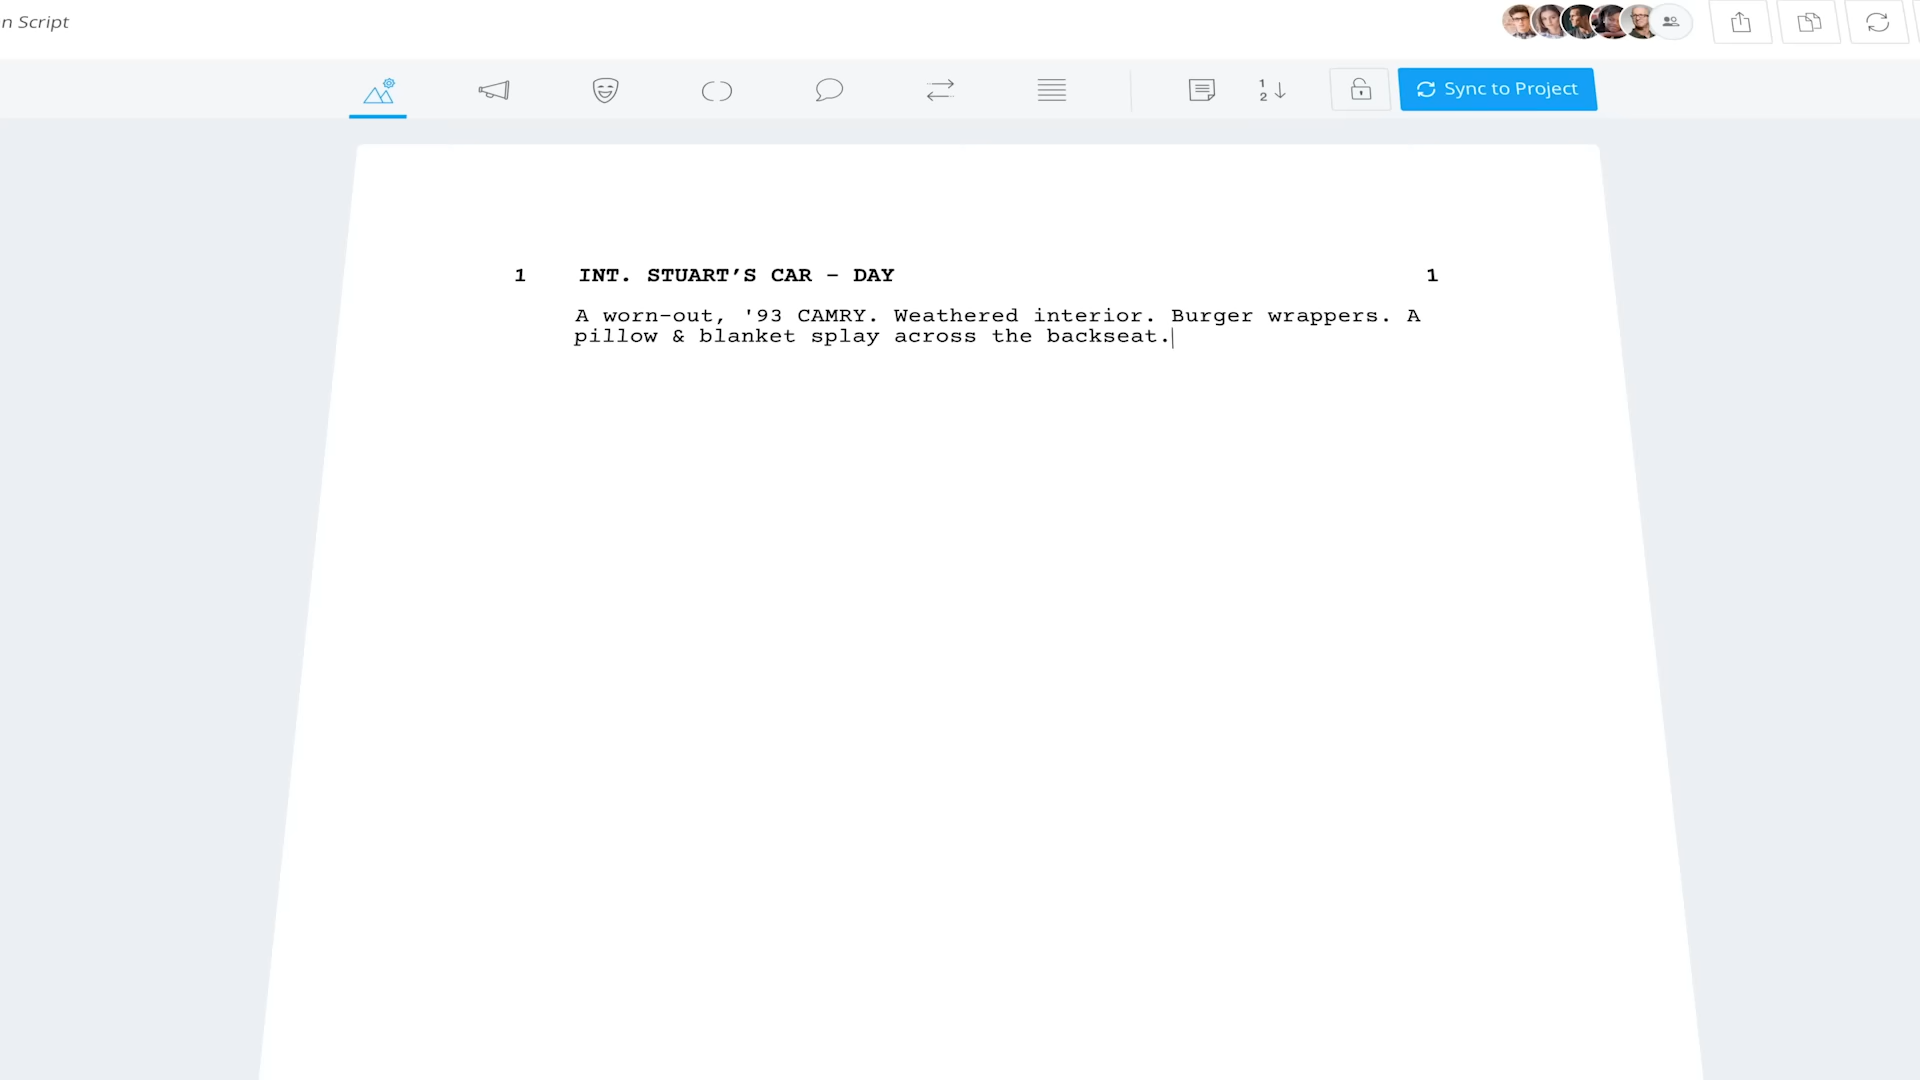 n Script
1
2
Sync to Project
1 INT. STUART’S CAR – DAY 1
A worn-out, '93 CAMRY. Weathered interior. Burger wrappers. A
pillow & blanket splay across the backseat.